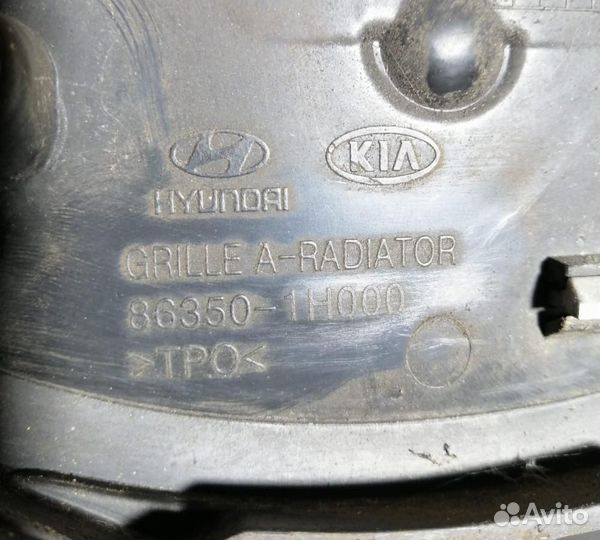 HYUNDAI
KIA
GRILLE A-RADIATOR
86350-1H000
>TPO<
Avito